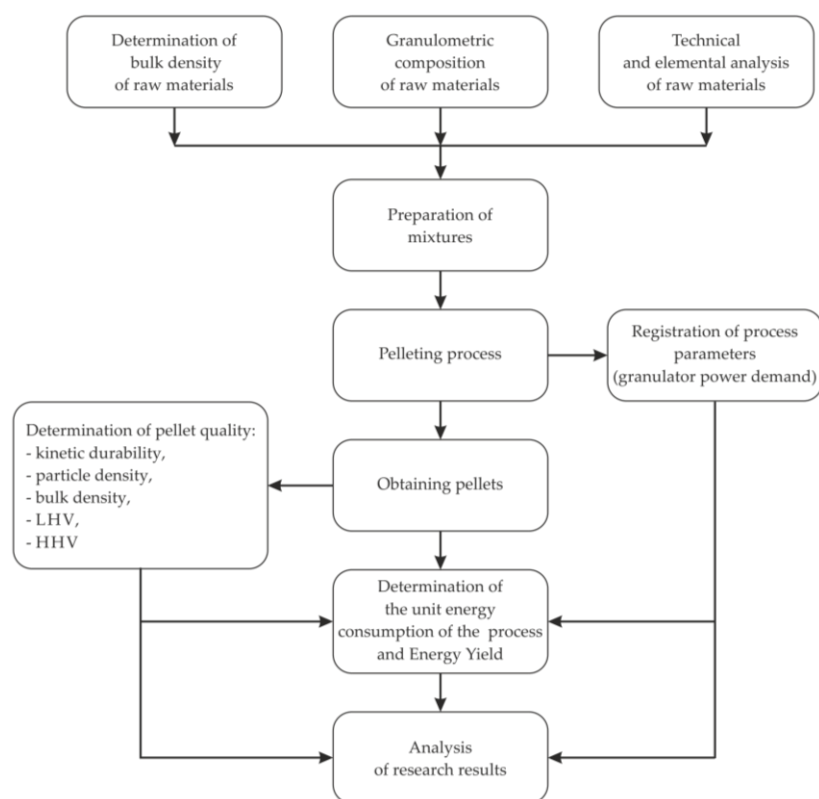 Determination of
bulk density
of raw materials
Granulometric
composition
of raw materials
Technical
and elemental analysis
of raw materials
Preparation of
mixtures
Pelleting process
Registration of process
parameters
(granulator power demand)
Determination of pellet quality:
- kinetic durability,
- particle density,
- bulk density,
- LHV,
- HHV
Obtaining pellets
Determination of
the unit energy
consumption of the process
and Energy Yield
Analysis
of research results